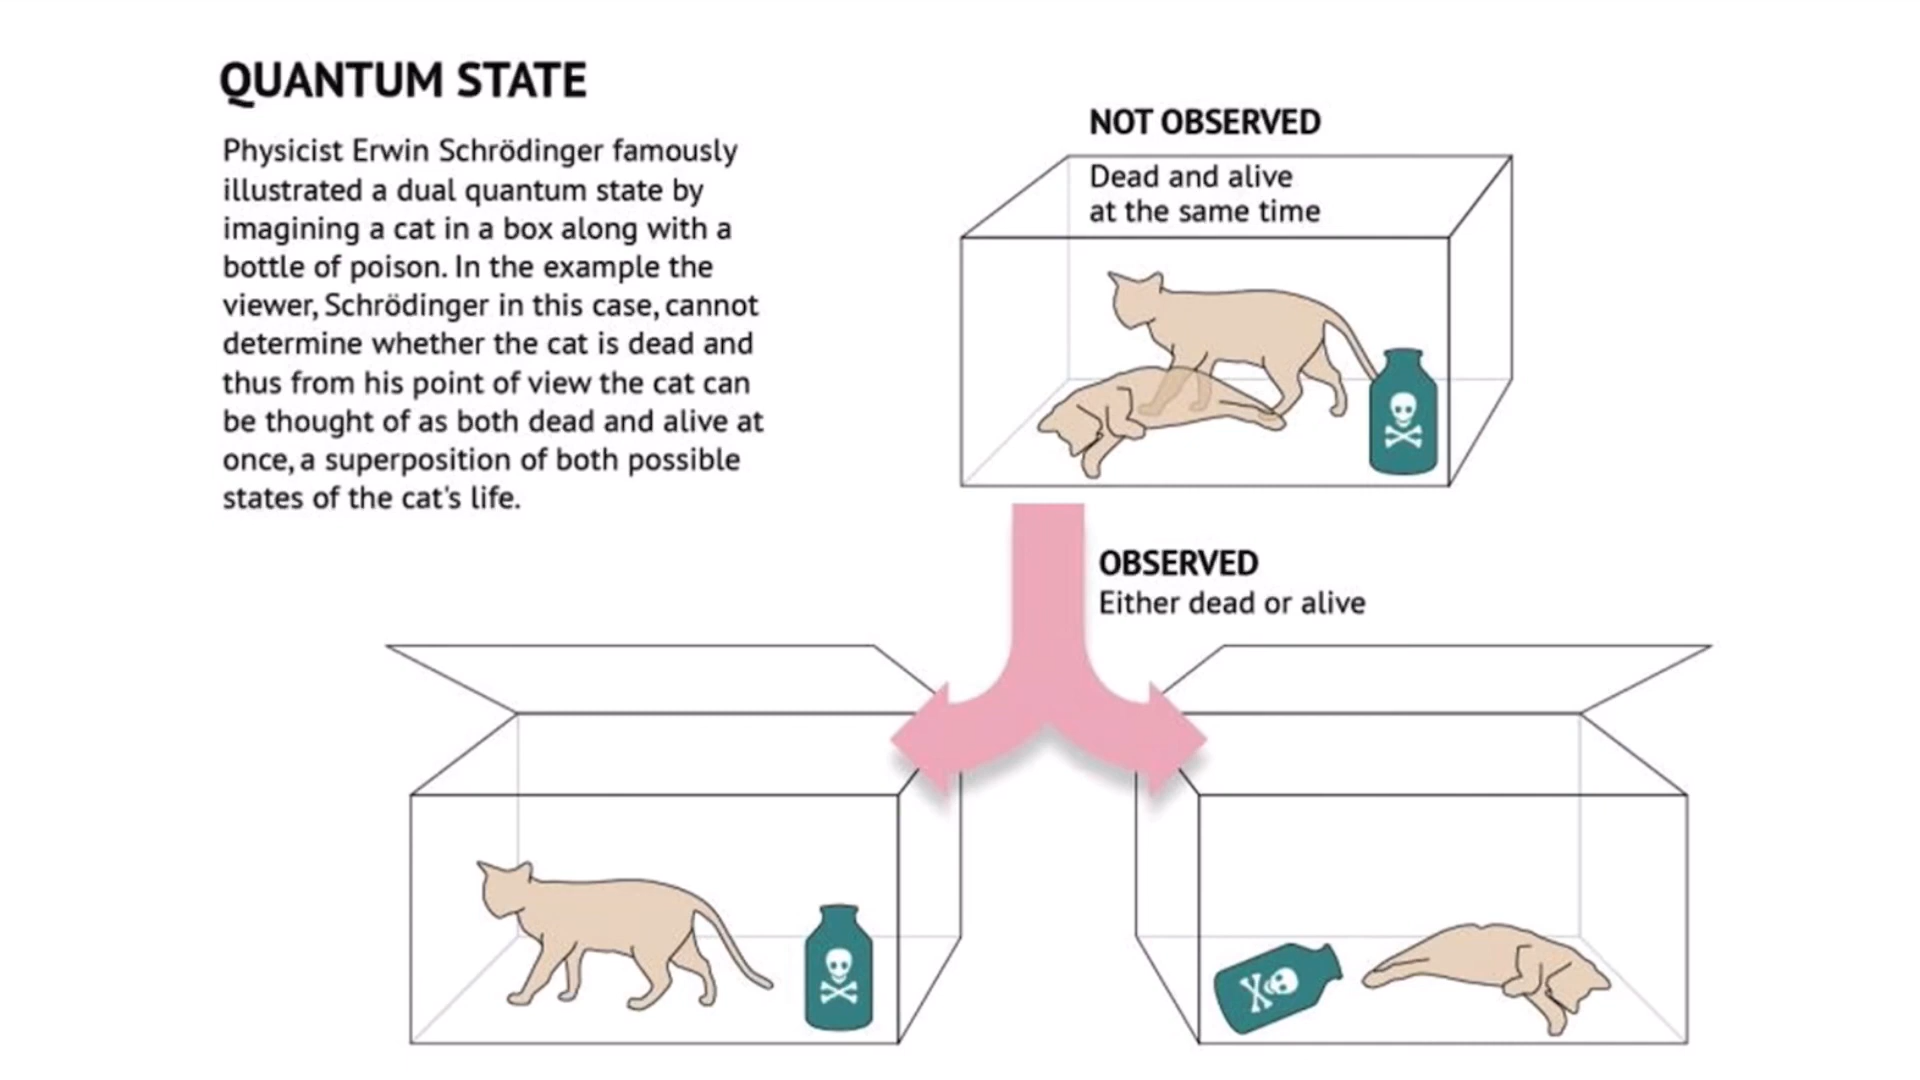 QUANTUM STATE
Physicist Erwin Schrödinger famously
illustrated a dual quantum state by
imagining a cat in a box along with a
bottle of poison. In the example the
viewer, Schrödinger in this case, cannot
determine whether the cat is dead and
thus from his point of view the cat can
be thought of as both dead and alive at
once, a superposition of both possible
states of the cat's life.
NOT OBSERVED
Dead and alive
at the same time
OBSERVED
Either dead or alive